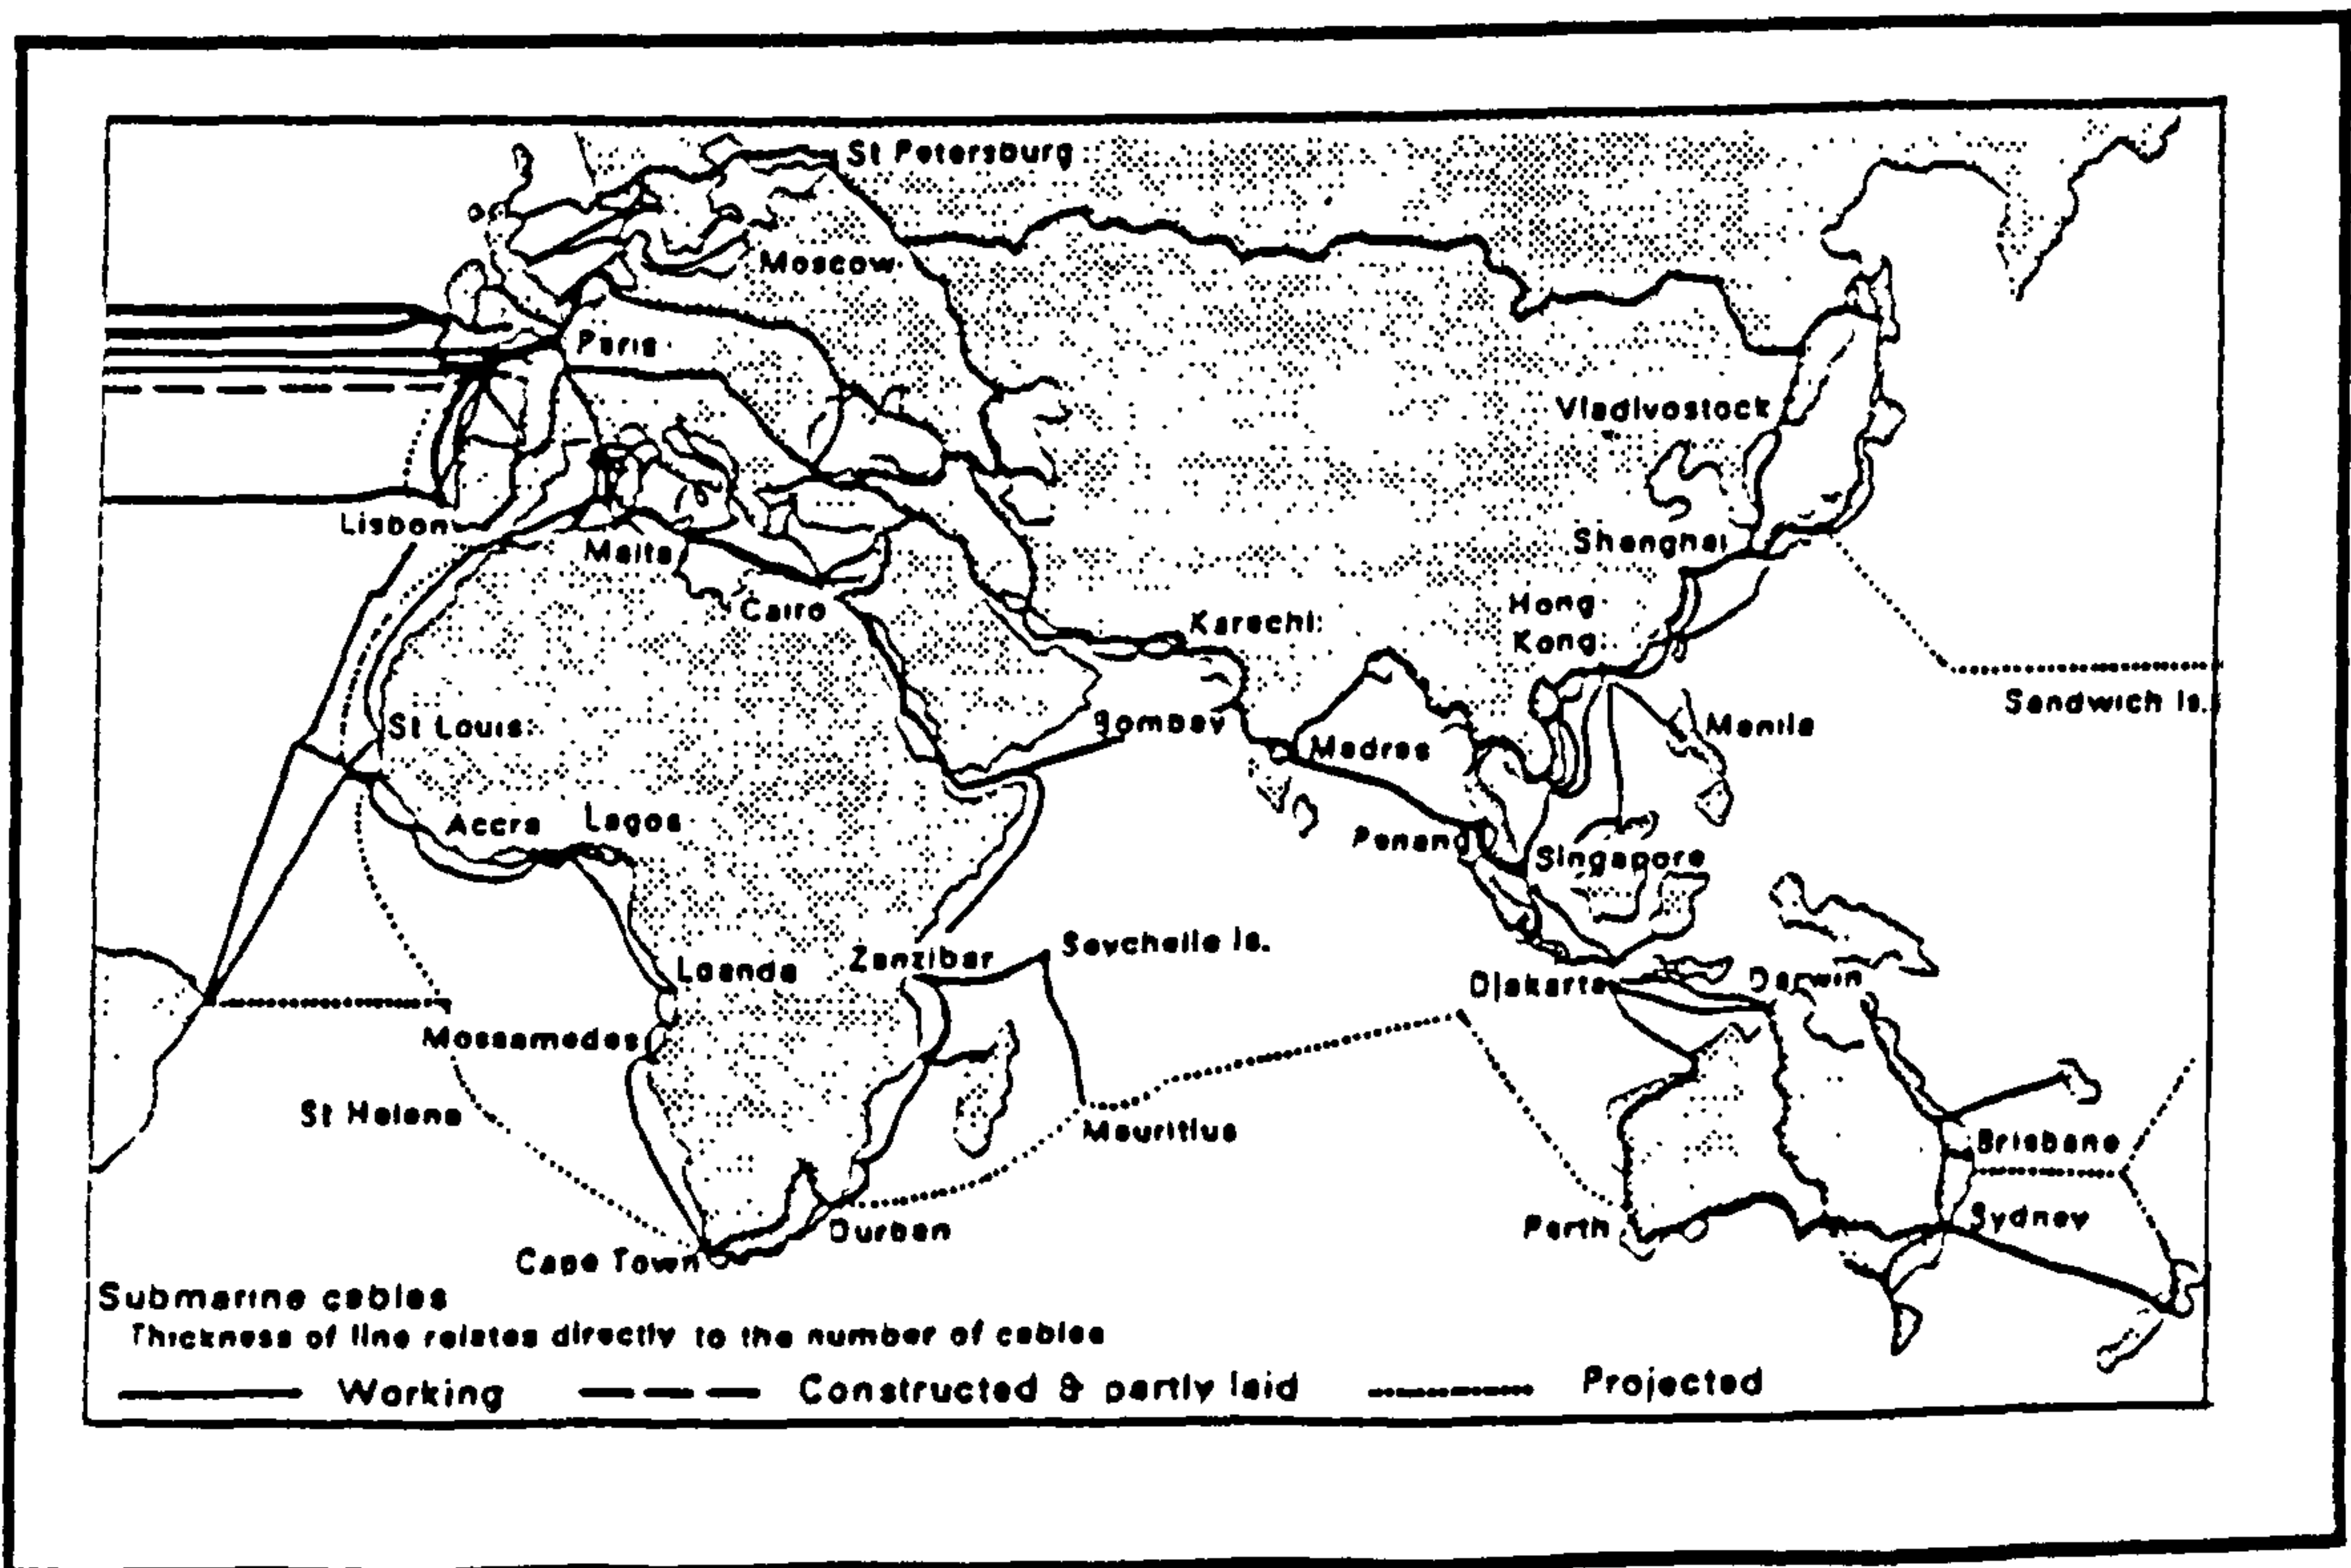 St Petersburg
Moscow
Paris
Vladivostock
Lisbon
Malta
Shanghai
Cairo
Karachi
Hong
Kong
Sandwich Is.
St Louis
Bombay
Madras
Manila
Accra
Lagos
Penang
Singapore
Loanda
Zanzibar
Seychelle Is.
Djakarta
Darwin
Mossamedes
St Helena
Mauritius
Brisbane
Perth
Sydney
Durban
Cape Town
Submarine cables
Thickness of line relates directly to the number of cables
Working
Constructed & partly laid
Projected